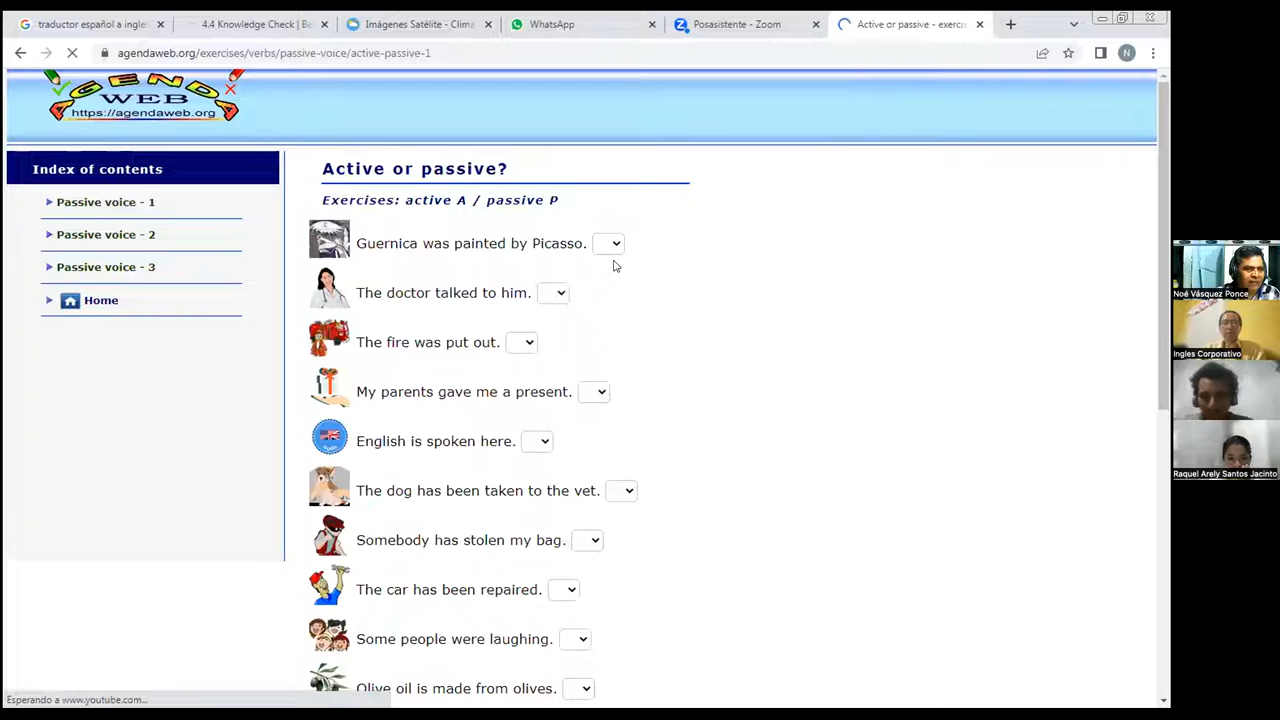 traductor español a ingles
4.4 Knowledge Check | Be
Imágenes Satélite - Clima
WhatsApp
Posasistente - Zoom
Active or passive - exercis
agendaweb.org/exercises/verbs/passive-voice/active-passive-1
N
AGENDA
WEB
https://agendaweb.org
Index of contents
Passive voice - 1
Passive voice - 2
Passive voice - 3
Home
Active or passive?
Exercises: active A / passive P
Guernica was painted by Picasso.
The doctor talked to him.
The fire was put out.
My parents gave me a present.
English is spoken here.
The dog has been taken to the vet.
Somebody has stolen my bag.
The car has been repaired.
Some people were laughing.
Olive oil is made from olives.
Esperando a www.youtube.com...
Noé Vásquez Ponce
Ingles Corporativo
Raquel Arely Santos Jacinto